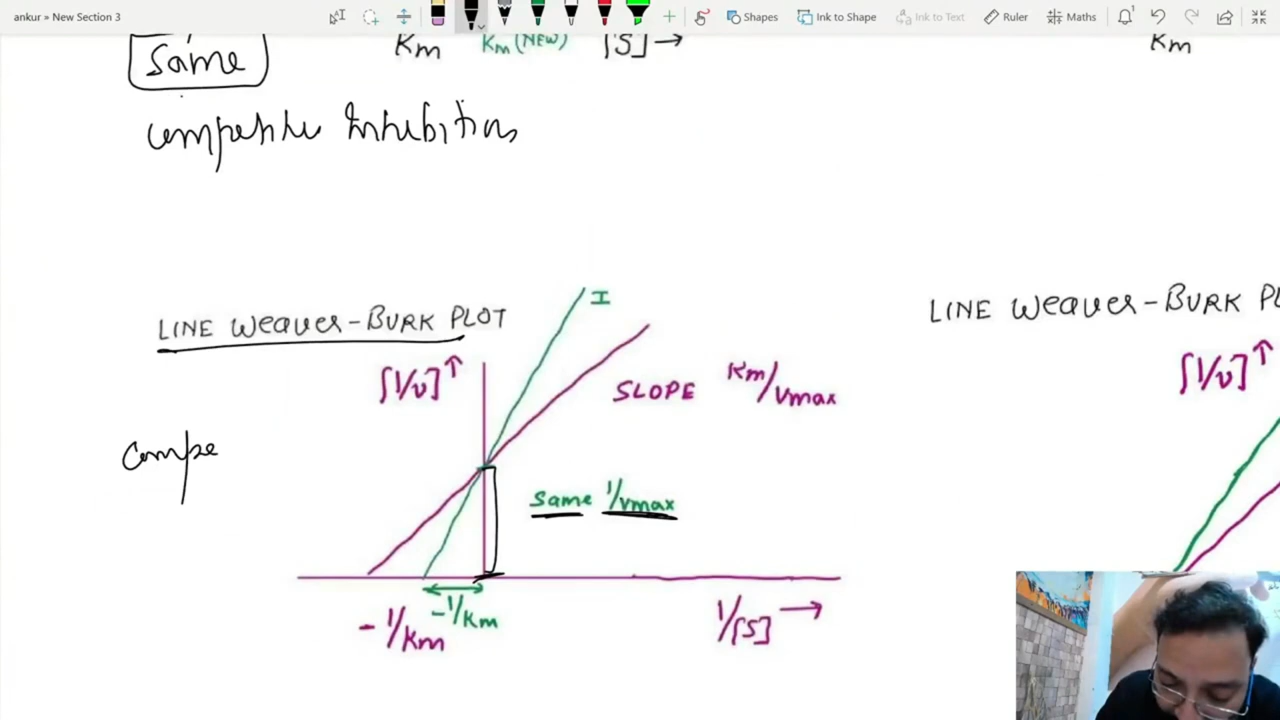 ankur » New Section 3
Shapes
Ink to Shape
Ink to Text
Ruler
Maths
Km
Km (NEW)
[S] →
Km
Same
competitive Inhibition
LINE Weaver-BURK PLOT
I
[1/v] ↑
SLOPE Km/Vmax
compe
Same 1/Vmax
-1/Km
-1/Km
1/[S] →
LINE Weaver-BURK PL
[1/v] ↑